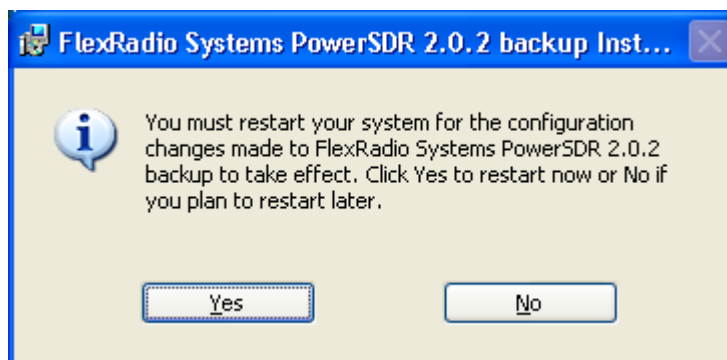 FlexRadio Systems PowerSDR 2.0.2 backup Inst...
You must restart your system for the configuration
changes made to FlexRadio Systems PowerSDR 2.0.2
backup to take effect. Click Yes to restart now or No if
you plan to restart later.
Yes
No